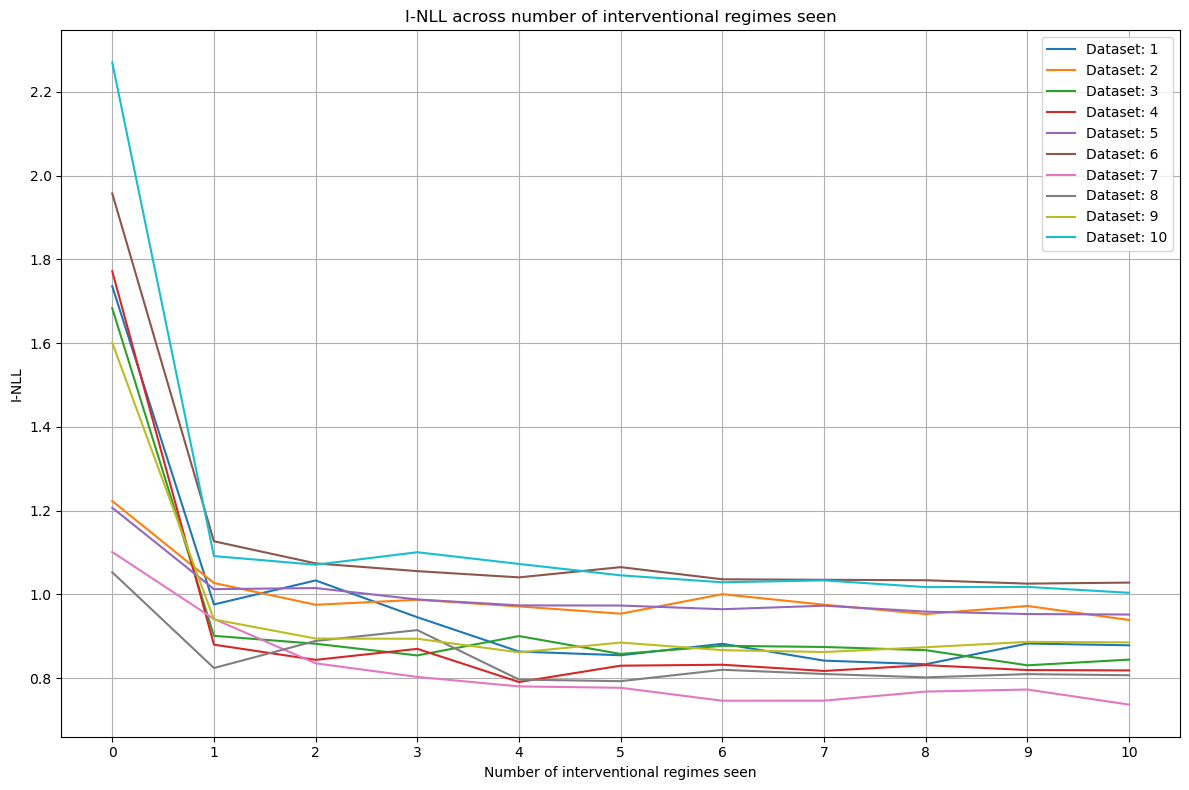 I-NLL across number of interventional regimes seen
Dataset: 1
Dataset: 2
Dataset: 3
Dataset: 4
Dataset: 5
Dataset: 6
Dataset: 7
Dataset: 8
Dataset: 9
Dataset: 10
I-NLL
2.2
2.0
1.8
1.6
1.4
1.2
1.0
0.8
0 1 2 3 4 5 6 7 8 9 10
Number of interventional regimes seen